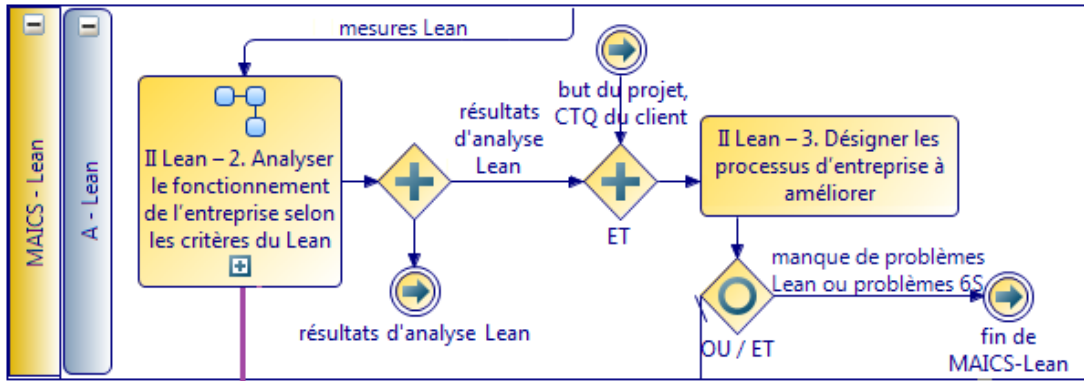 MAICS - Lean
A - Lean
mesures Lean
II Lean – 2. Analyser
le fonctionnement
de l'entreprise selon
les critères du Lean
résultats
d'analyse
Lean
résultats d'analyse Lean
but du projet,
CTQ du client
ET
II Lean – 3. Désigner les
processus d'entreprise à
améliorer
OU / ET
manque de problèmes
Lean ou problèmes 6S
fin de
MAICS-Lean